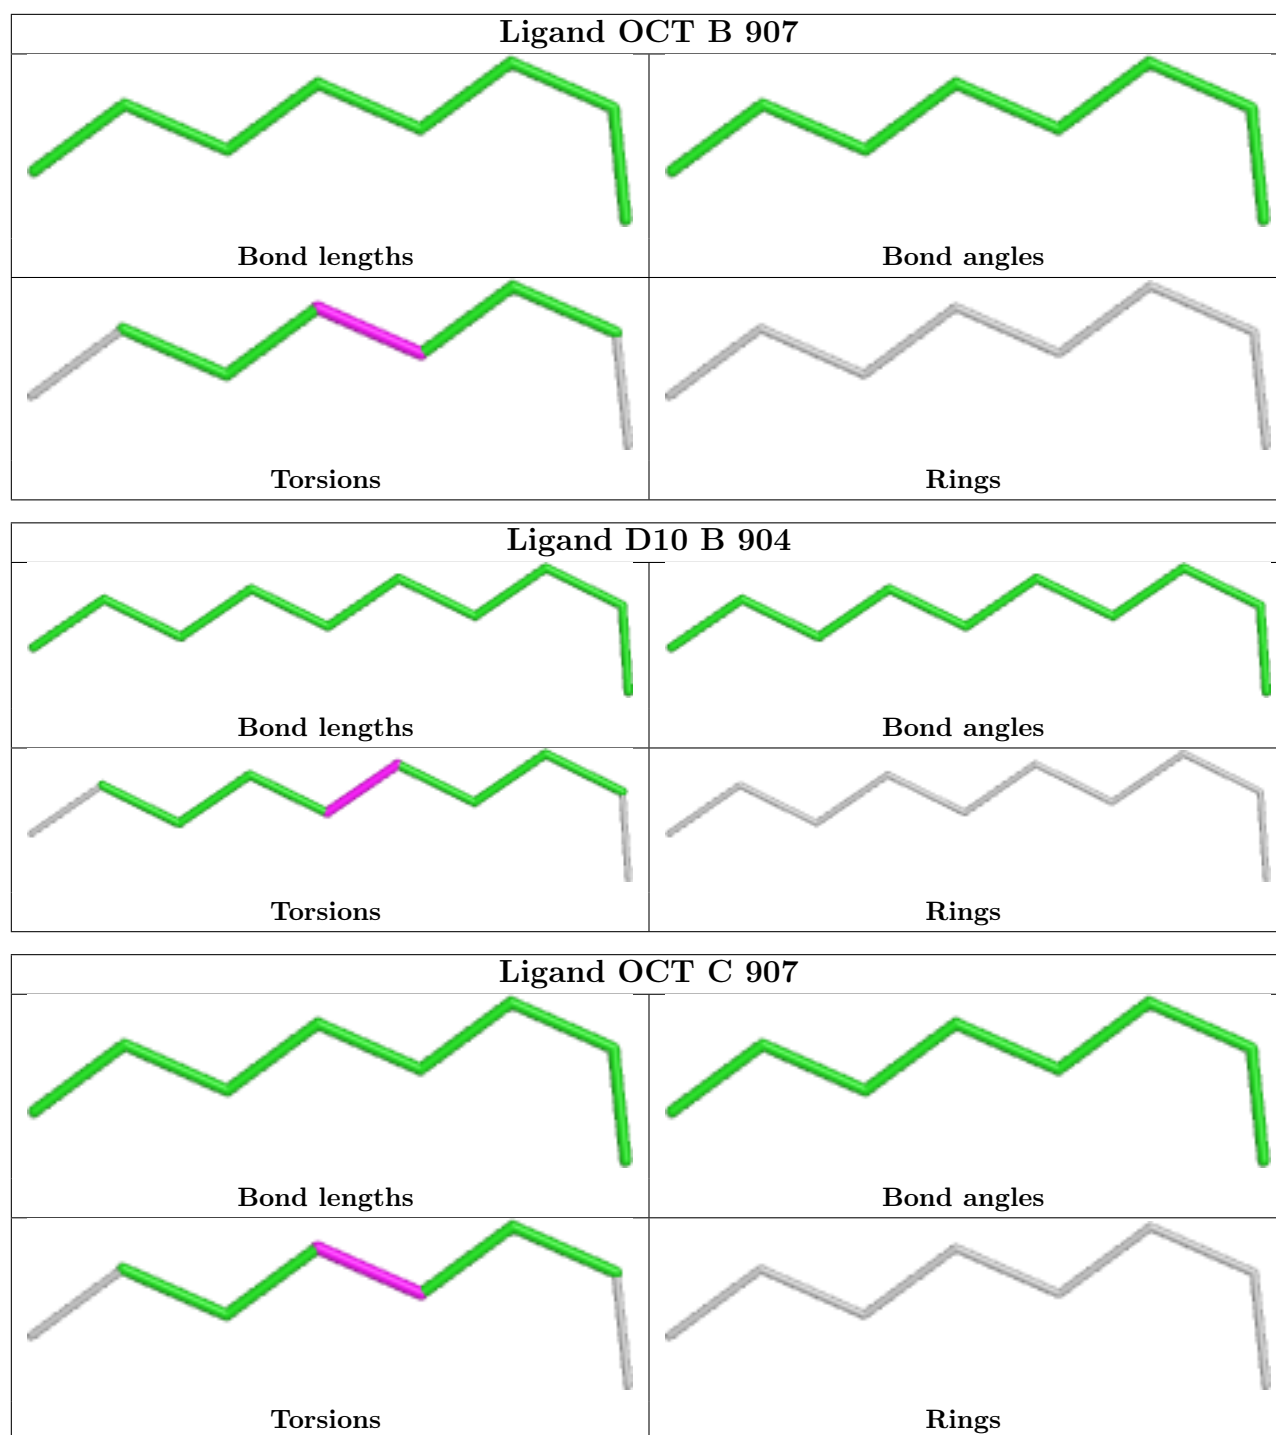 Ligand OCT B 907
Bond lengths
Bond angles
Torsions
Rings
Ligand D10 B 904
Bond lengths
Bond angles
Torsions
Rings
Ligand OCT C 907
Bond lengths
Bond angles
Torsions
Rings